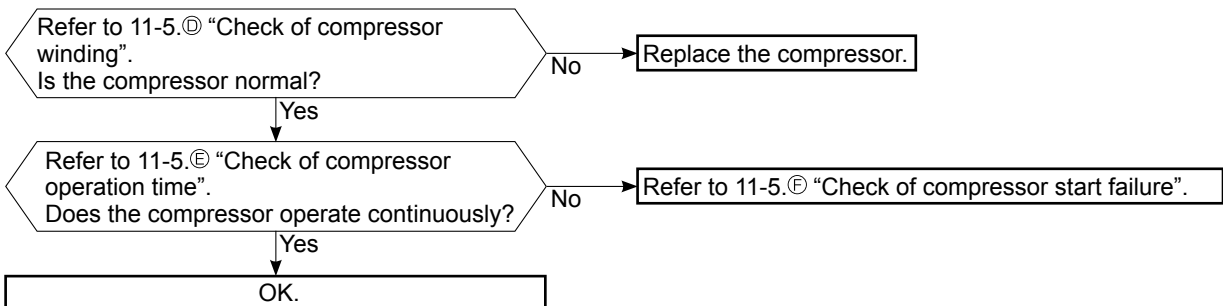 Refer to 11-5.Ⓓ “Check of compressor
winding”.
Is the compressor normal?
No
Replace the compressor.
Yes
Refer to 11-5.Ⓔ “Check of compressor
operation time”.
Does the compressor operate continuously?
No
Refer to 11-5.Ⓕ “Check of compressor start failure”.
Yes
OK.